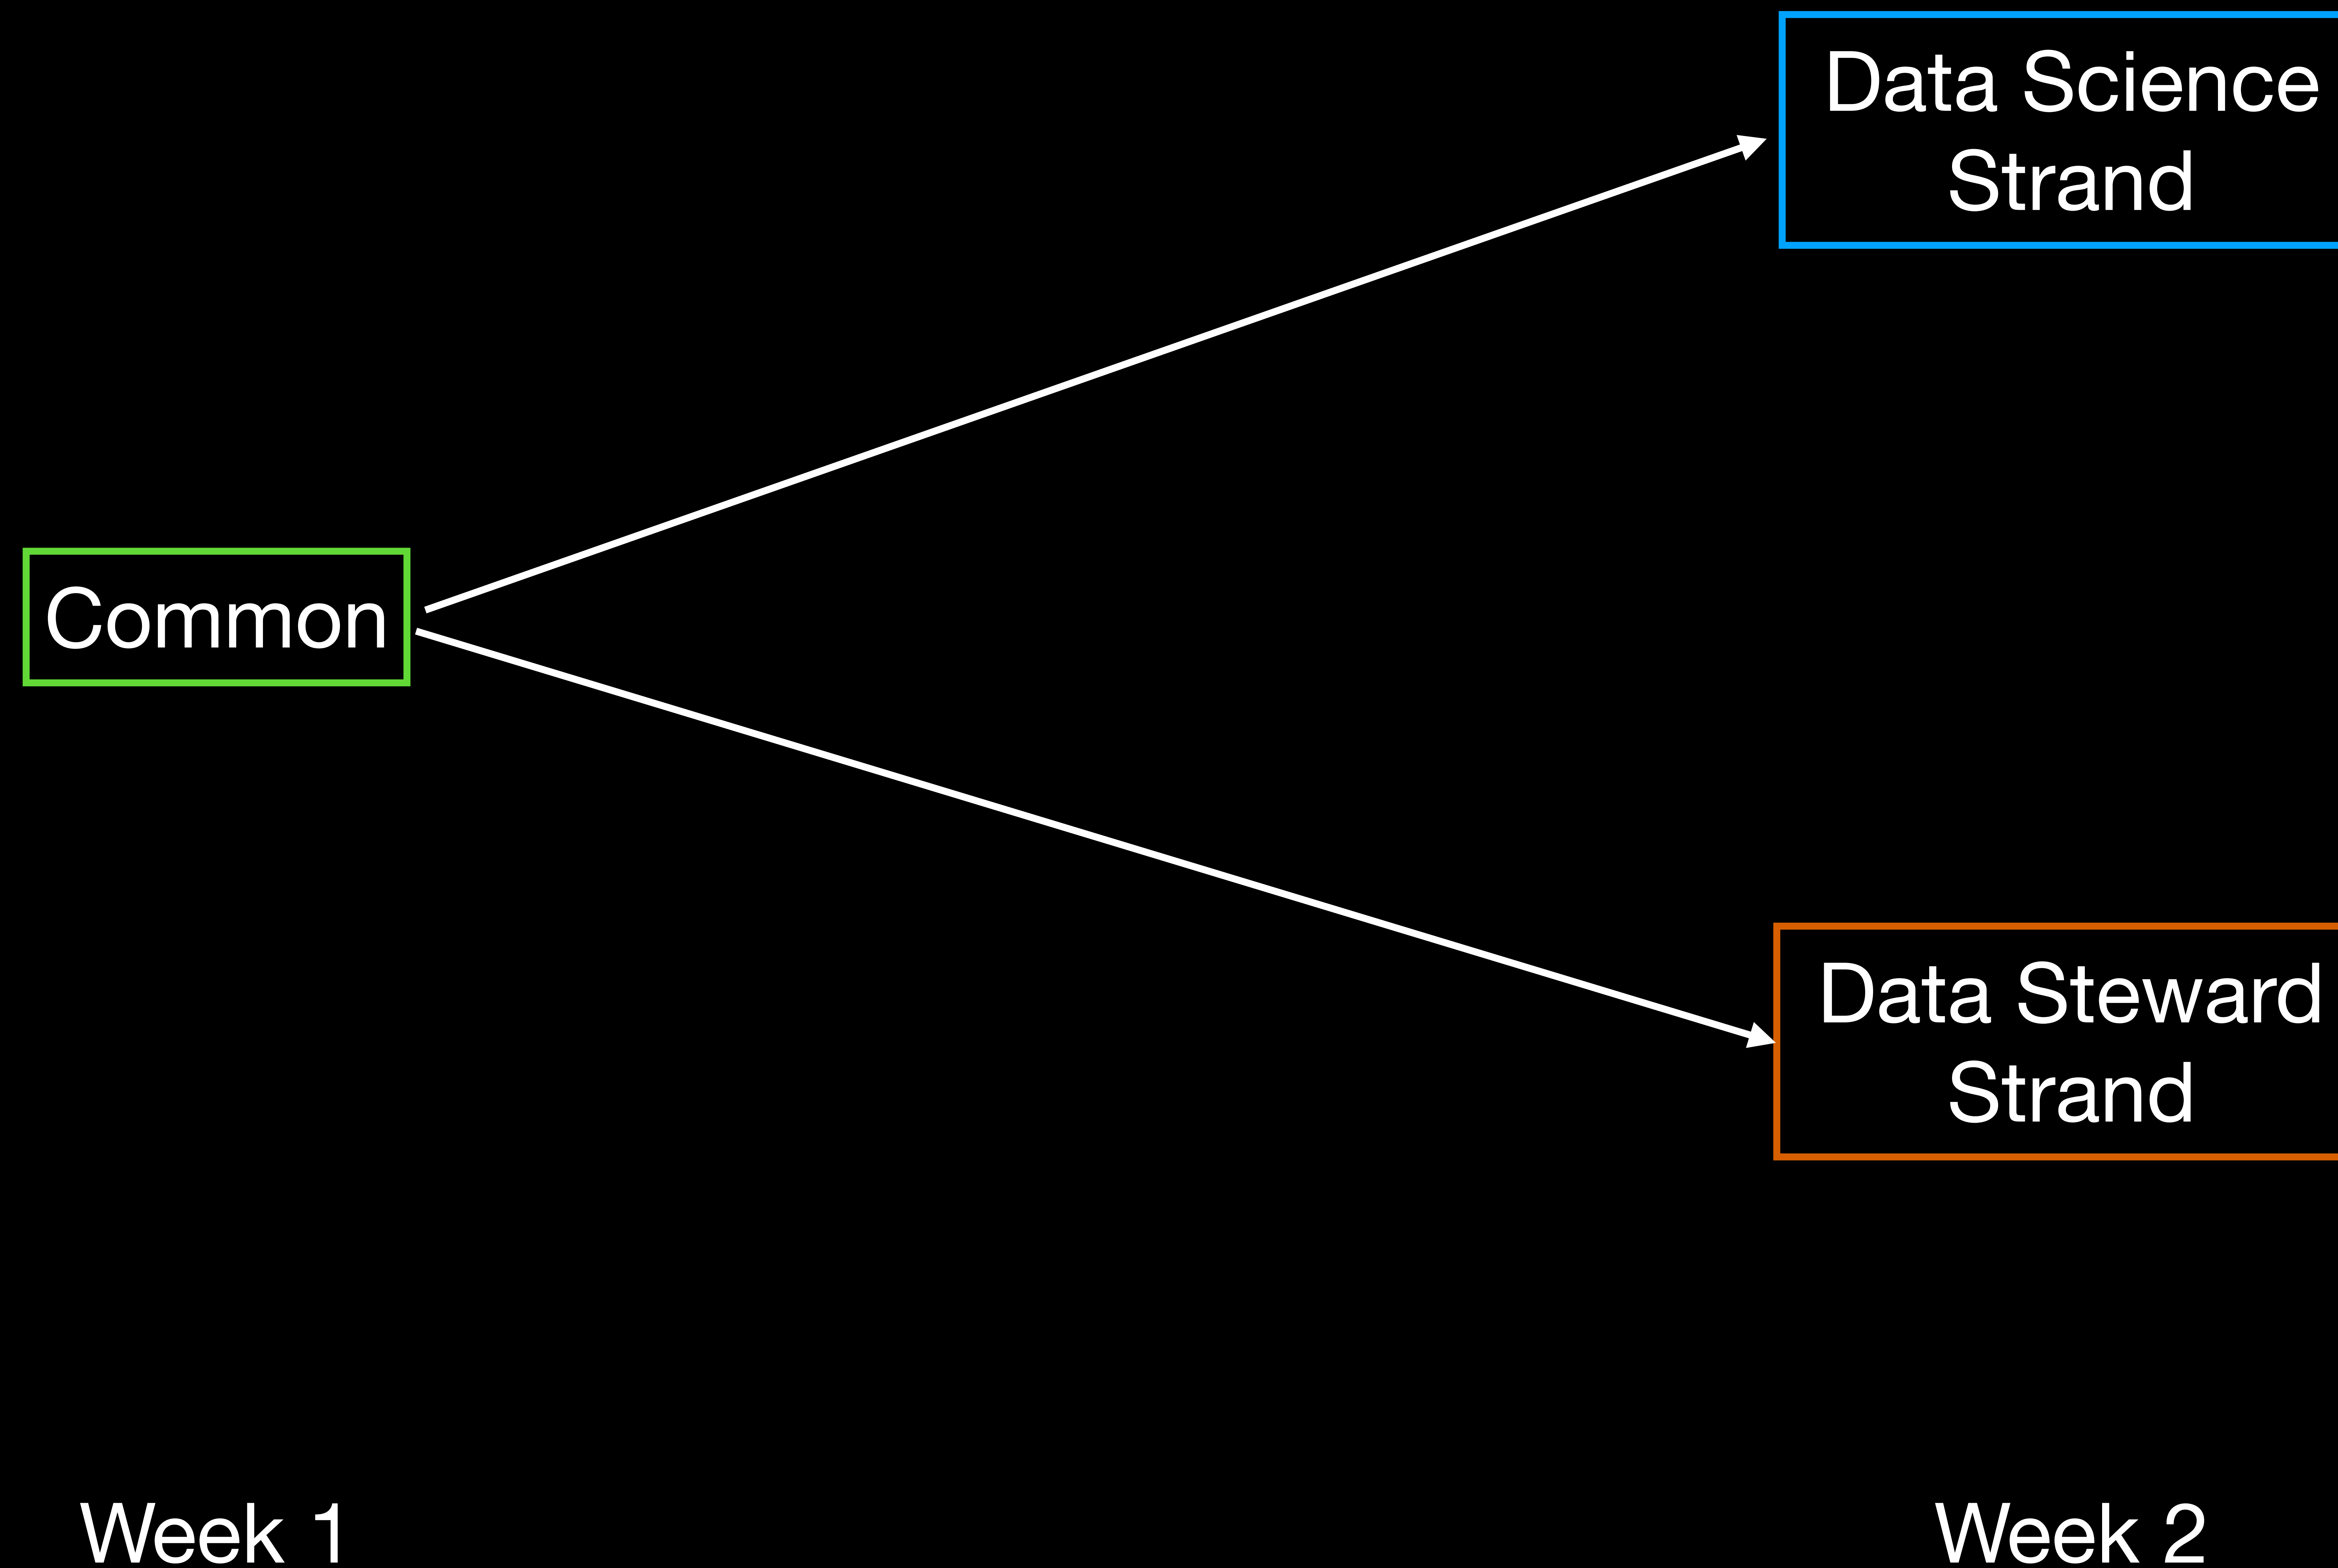 Data Science
Strand
Common
Data Steward
Strand
Week 1
Week 2